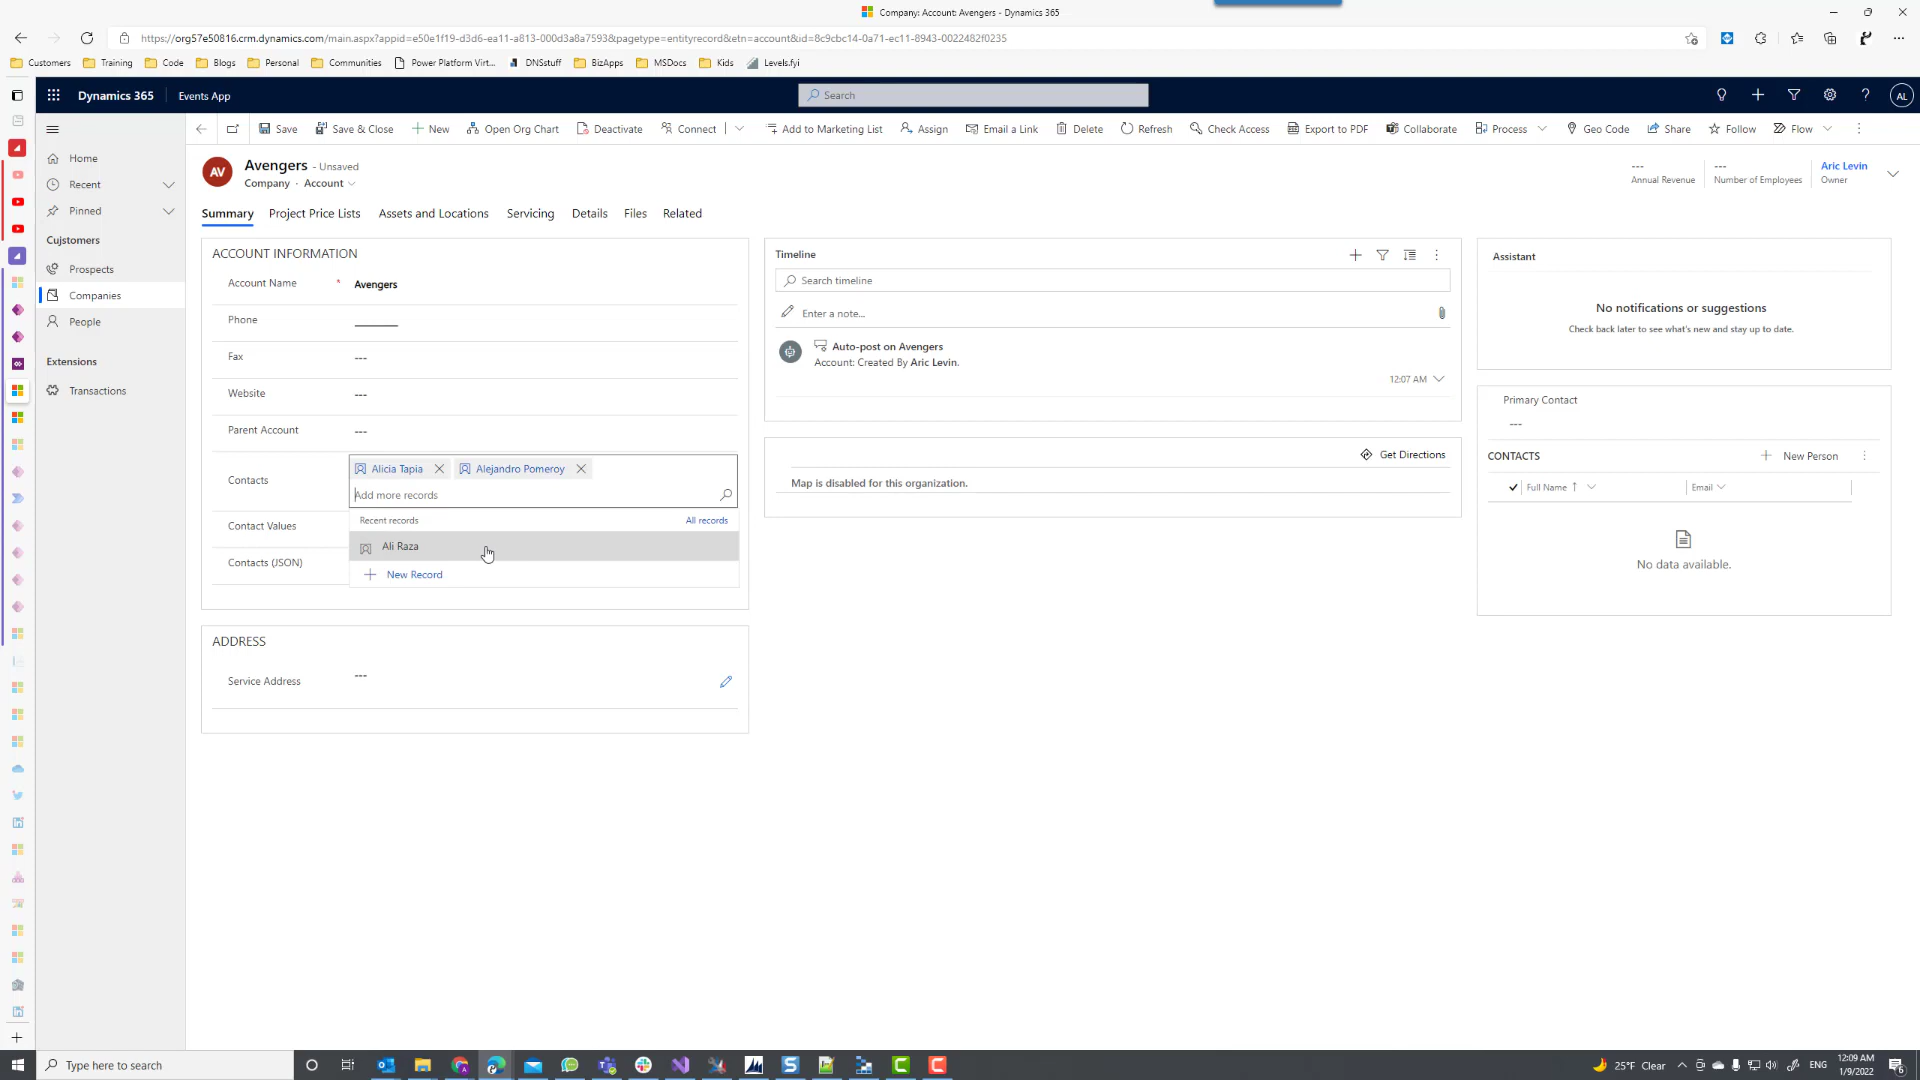 Company: Account: Avengers - Dynamics 365
https://org57e50816.crm.dynamics.com/main.aspx?appid=e50e1f19-d3d6-ea11-a813-000d3a8a7593&pagetype=entityrecord&etn=account&id=8c9cbc14-0a71-ec11-8943-0022482f0235
Customers Training Code Blogs Personal Communities Power Platform Virt... DNSstuff BizApps MSDocs Kids Levels.fyi
Dynamics 365 Events App Search AL
Save Save & Close New Open Org Chart Deactivate Connect Add to Marketing List Assign Email a Link Delete Refresh Check Access Export to PDF Collaborate Process Geo Code Share Follow Flow
Home
Recent
Pinned
Cujstomers
Prospects
Companies
People
Extensions
Transactions
AV
Avengers - Unsaved
Company · Account
---
Annual Revenue
---
Number of Employees
Aric Levin
Owner
Summary Project Price Lists Assets and Locations Servicing Details Files Related
ACCOUNT INFORMATION
Account Name * Avengers
Phone
Fax ---
Website ---
Parent Account ---
Contacts
Alicia Tapia Alejandro Pomeroy
Add more records
Recent records All records
Ali Raza
New Record
Contact Values
Contacts (JSON)
ADDRESS
Service Address ---
Timeline
Search timeline
Enter a note...
Auto-post on Avengers
Account: Created By Aric Levin.
12:07 AM
Get Directions
Map is disabled for this organization.
Assistant
No notifications or suggestions
Check back later to see what's new and stay up to date.
Primary Contact
---
CONTACTS New Person
Full Name ↑ Email
No data available.
Type here to search
25°F Clear ENG
12:09 AM
1/9/2022
6